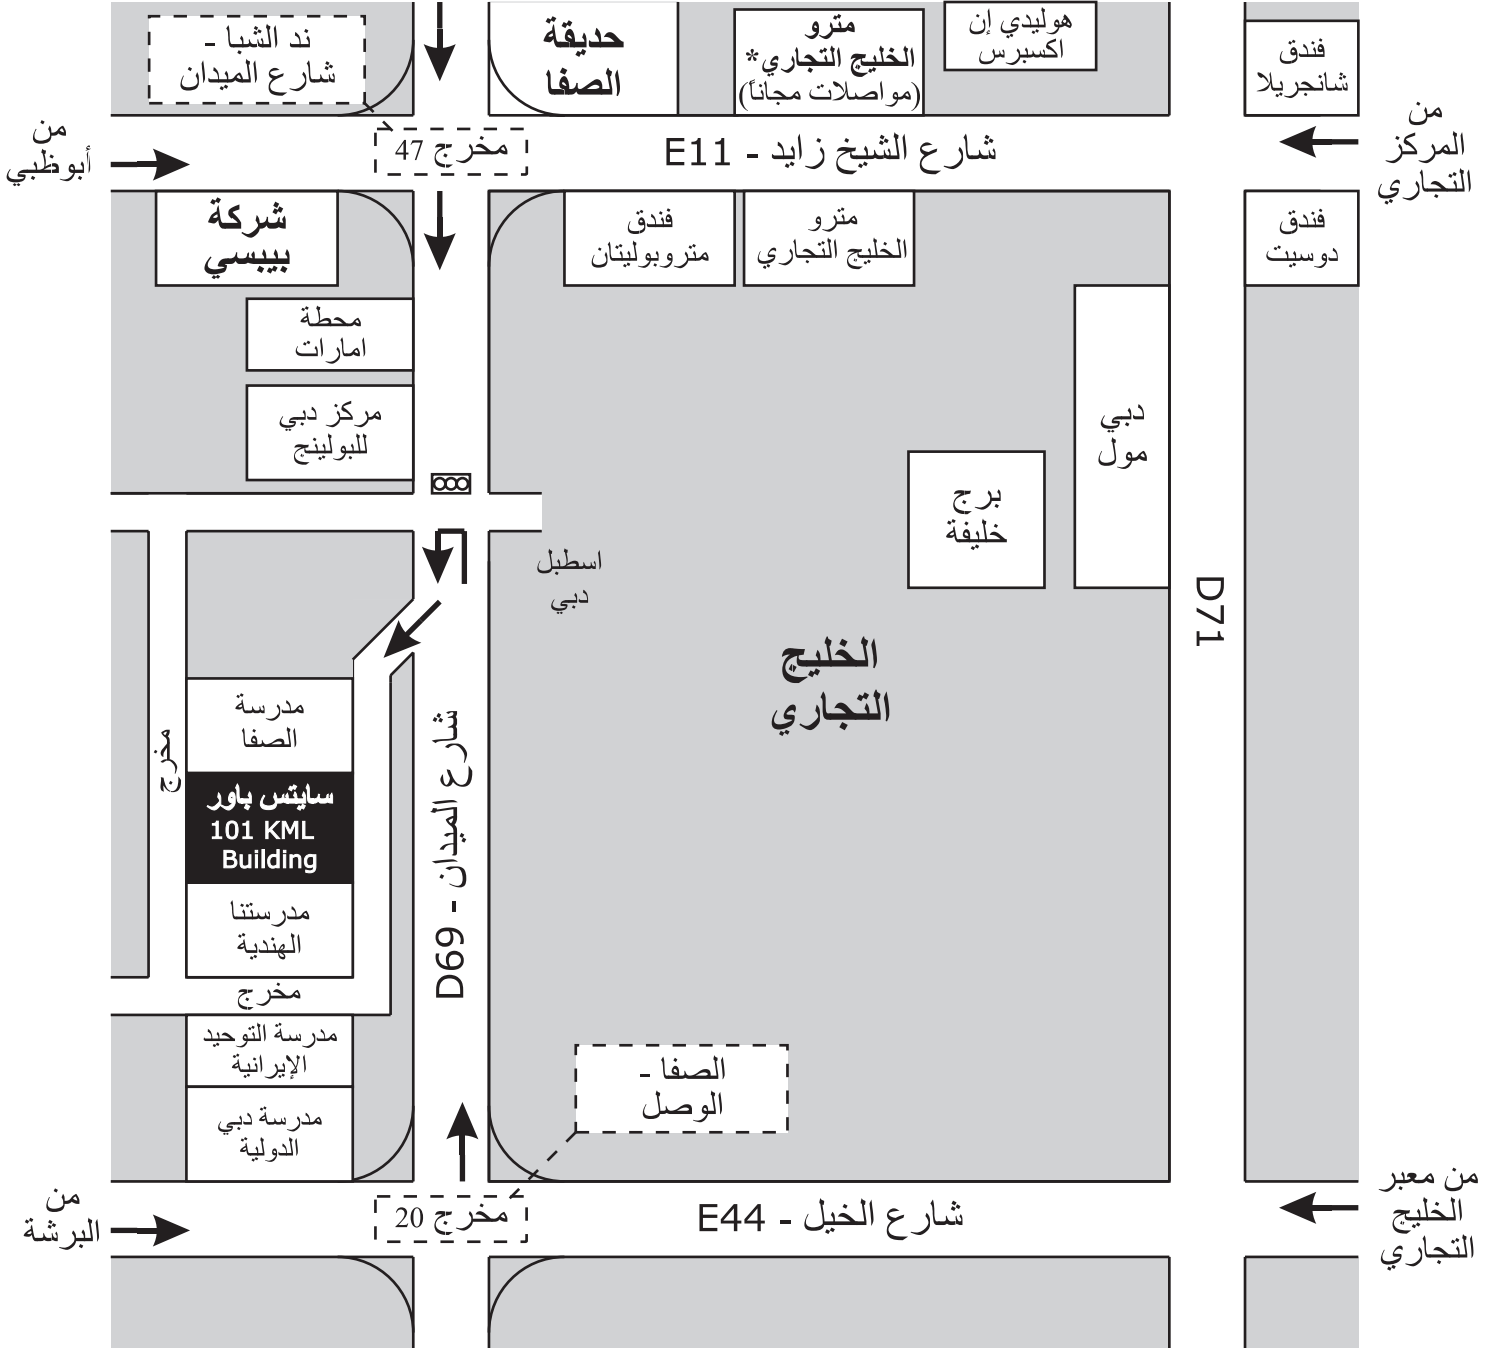 ند الشبا -
شارع الميدان
حديقة
الصفا
مترو
الخليج التجاري*
(مواصلات مجاناً)
هوليدي إن
اكسبرس
فندق
شانجريلا
من
أبوظبي
مخرج 47
شارع الشيخ زايد - E11
من
المركز
التجاري
شركة
بيبسي
فندق
متروبوليتان
مترو
الخليج التجاري
فندق
دوسيت
محطة
امارات
مركز دبي
للبولينج
دبي
مول
برج
خليفة
اسطبل
دبي
D71
الخليج
التجاري
مدرسة
الصفا
مخرج
سايتس باور
101 KML
Building
شارع الميدان - D69
مدرستنا
الهندية
مخرج
مدرسة التوحيد
الإيرانية
مدرسة دبي
الدولية
الصفا -
الوصل
من
البرشة
مخرج 20
شارع الخيل - E44
من معبر
الخليج
التجاري